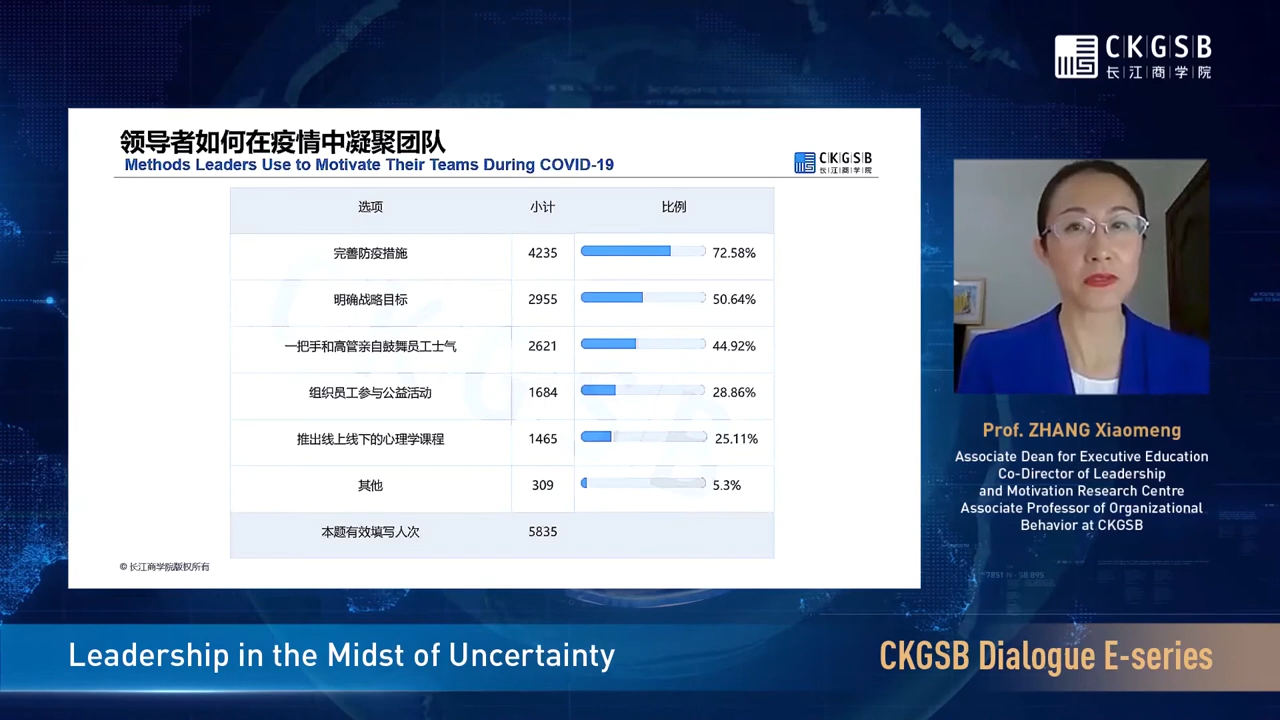 CKGSB
长江商学院
领导者如何在疫情中凝聚团队
Methods Leaders Use to Motivate Their Teams During COVID-19
CKGSB
长江商学院
选项 小计 比例
完善防疫措施 4235 72.58%
明确战略目标 2955 50.64%
一把手和高管亲自鼓舞员工士气 2621 44.92%
组织员工参与公益活动 1684 28.86%
推出线上线下的心理学课程 1465 25.11%
其他 309 5.3%
本题有效填写人次 5835
© 长江商学院版权所有
Prof. ZHANG Xiaomeng
Associate Dean for Executive Education
Co-Director of Leadership
and Motivation Research Centre
Associate Professor of Organizational
Behavior at CKGSB
Leadership in the Midst of Uncertainty
CKGSB Dialogue E-series